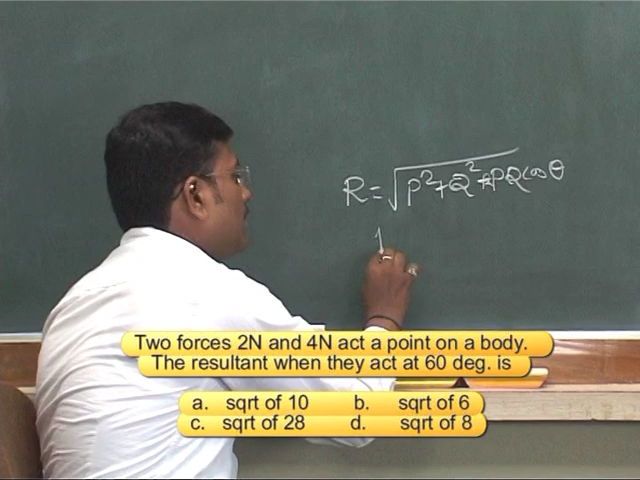 R = √P²+Q²+2PQcosθ
Two forces 2N and 4N act a point on a body.
The resultant when they act at 60 deg. is
a. sqrt of 10 b. sqrt of 6
c. sqrt of 28 d. sqrt of 8